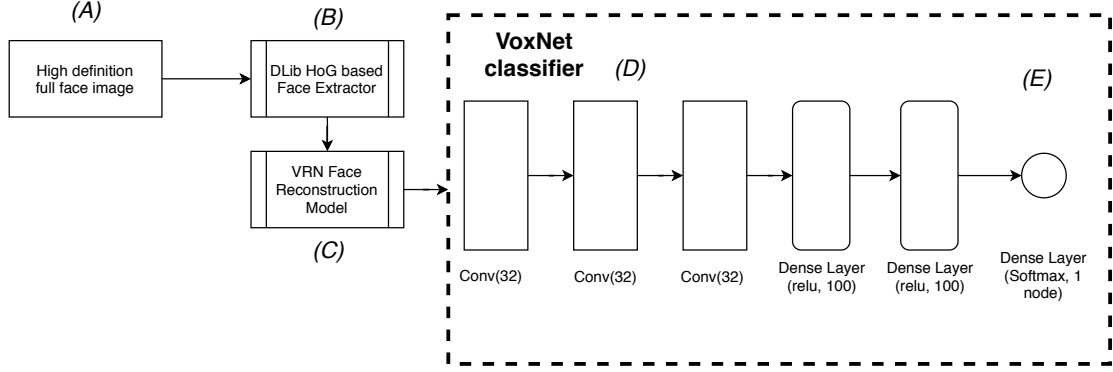 (A)
High definition
full face image
(B)
DLib HoG based
Face Extractor
VRN Face
Reconstruction
Model
(C)
VoxNet
classifier
(D)
(E)
Conv(32)
Conv(32)
Conv(32)
Dense Layer
(relu, 100)
Dense Layer
(relu, 100)
Dense Layer
(Softmax, 1
node)